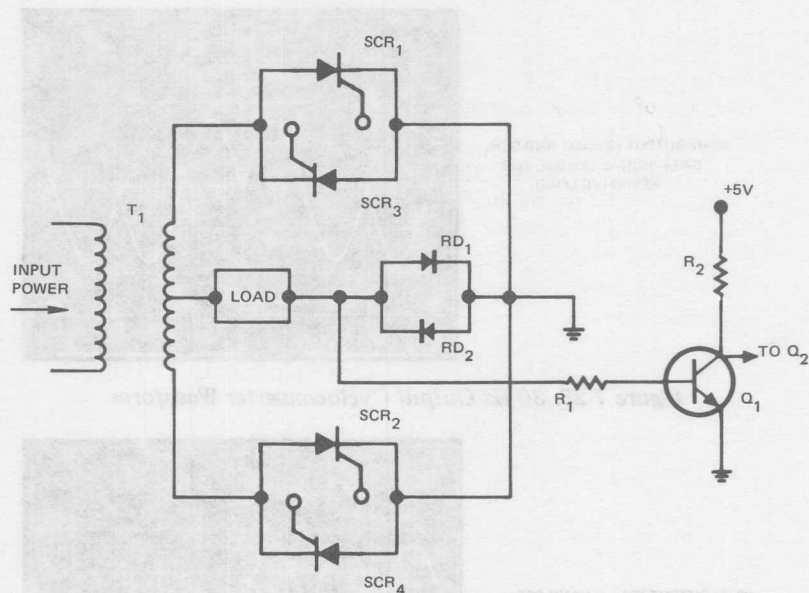 SCR1
SCR3
T1
+5V
RD1
R2
INPUT
POWER
LOAD
RD2
TO Q2
R1
Q1
SCR2
SCR4